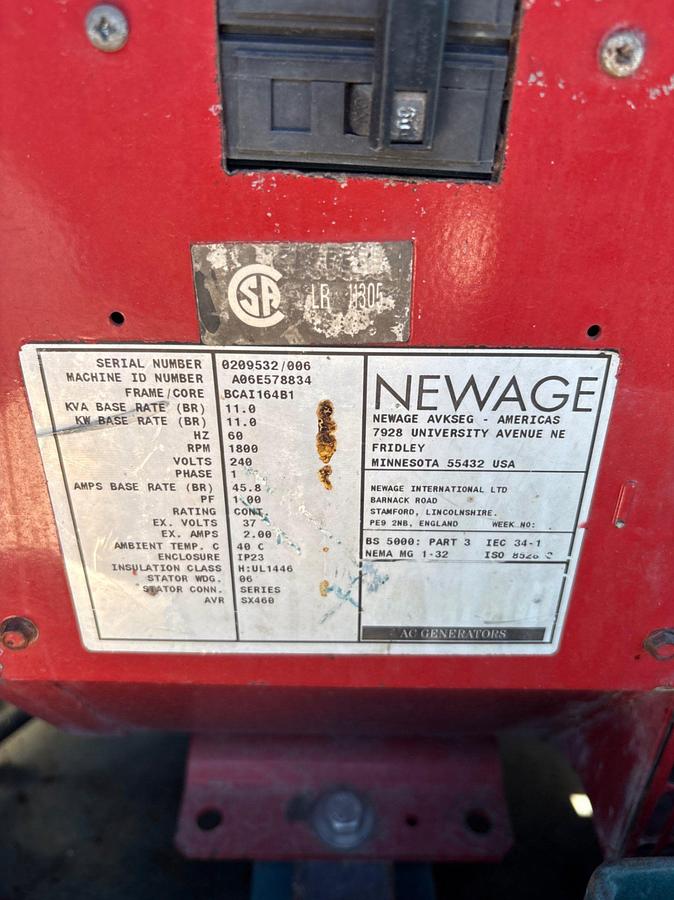 CSA LR 11305
SERIAL NUMBER 0209532/006
MACHINE ID NUMBER A06E578834
FRAME/CORE BCAI164B1
KVA BASE RATE (BR) 11.0
KW BASE RATE (BR) 11.0
HZ 60
RPM 1800
VOLTS 240
PHASE 1
AMPS BASE RATE (BR) 45.8
PF 1.00
RATING CONT.
EX. VOLTS 37
EX. AMPS 2.00
AMBIENT TEMP. C 40 C
ENCLOSURE IP23
INSULATION CLASS H:UL1446
STATOR WDG. 06
STATOR CONN. SERIES
AVR SX460
NEWAGE
NEWAGE AVKSEG - AMERICAS
7928 UNIVERSITY AVENUE NE
FRIDLEY
MINNESOTA 55432 USA
NEWAGE INTERNATIONAL LTD
BARNACK ROAD
STAMFORD, LINCOLNSHIRE.
PE9 2NB, ENGLAND WEEK NO:
BS 5000: PART 3 IEC 34-1
NEMA MG 1-32 ISO
AC GENERATORS